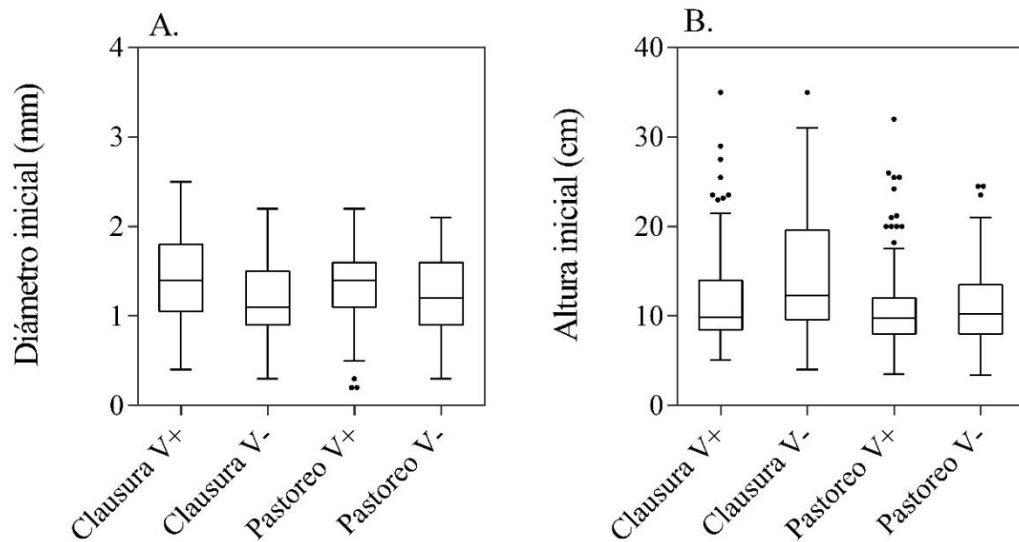 A.
Diámetro inicial (mm)
4
3
2
1
0
Clausura V+
Clausura V-
Pastoreo V+
Pastoreo V-
B.
Altura inicial (cm)
40
30
20
10
0
Clausura V+
Clausura V-
Pastoreo V+
Pastoreo V-